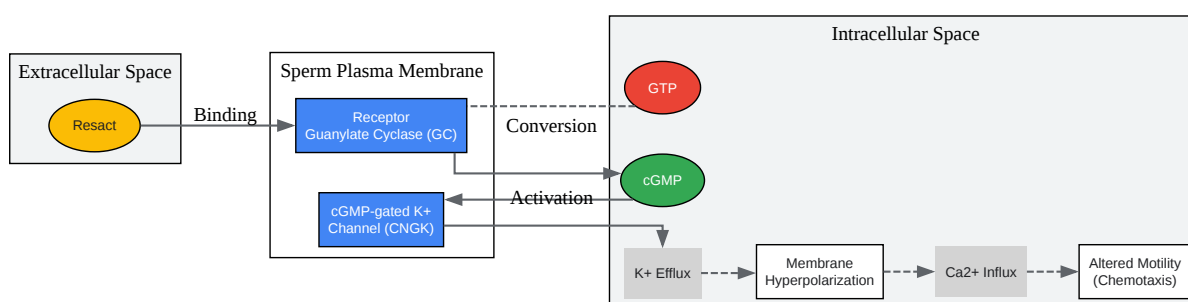 Extracellular Space
Resact
Binding
Sperm Plasma Membrane
Receptor
Guanylate Cyclase (GC)
cGMP-gated K+
Channel (CNGK)
Conversion
Activation
Intracellular Space
GTP
cGMP
K+ Efflux
Membrane
Hyperpolarization
Ca2+ Influx
Altered Motility
(Chemotaxis)